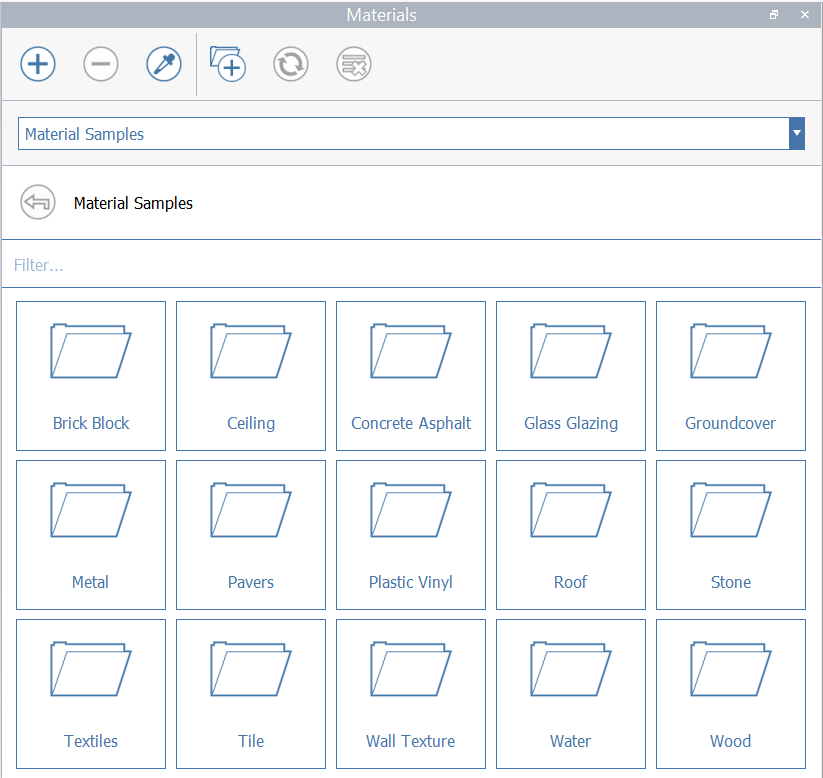 Materials
Material Samples
Material Samples
Filter...
Brick Block
Ceiling
Concrete Asphalt
Glass Glazing
Groundcover
Metal
Pavers
Plastic Vinyl
Roof
Stone
Textiles
Tile
Wall Texture
Water
Wood